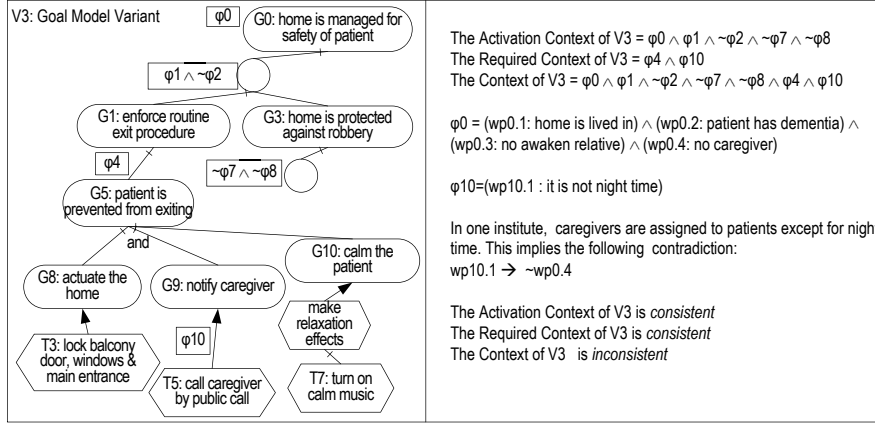 V3: Goal Model Variant
φ0
G0: home is managed for
safety of patient
φ1 ∧ ~φ2
G1: enforce routine
exit procedure
G3: home is protected
against robbery
φ4
~φ7 ∧ ~φ8
G5: patient is
prevented from exiting
and
G8: actuate the
home
G9: notify caregiver
G10: calm the
patient
make
relaxation
effects
T3: lock balcony
door, windows &
main entrance
φ10
T5: call caregiver
by public call
T7: turn on
calm music
The Activation Context of V3 = φ0 ∧ φ1 ∧ ~φ2 ∧ ~φ7 ∧ ~φ8
The Required Context of V3 = φ4 ∧ φ10
The Context of V3 = φ0 ∧ φ1 ∧ ~φ2 ∧ ~φ7 ∧ ~φ8 ∧ φ4 ∧ φ10
φ0 = (wp0.1: home is lived in) ∧ (wp0.2: patient has dementia) ∧
(wp0.3: no awaken relative) ∧ (wp0.4: no caregiver)
φ10=(wp10.1 : it is not night time)
In one institute, caregivers are assigned to patients except for nigh
time. This implies the following contradiction:
wp10.1 → ~wp0.4
The Activation Context of V3 is consistent
The Required Context of V3 is consistent
The Context of V3 is inconsistent